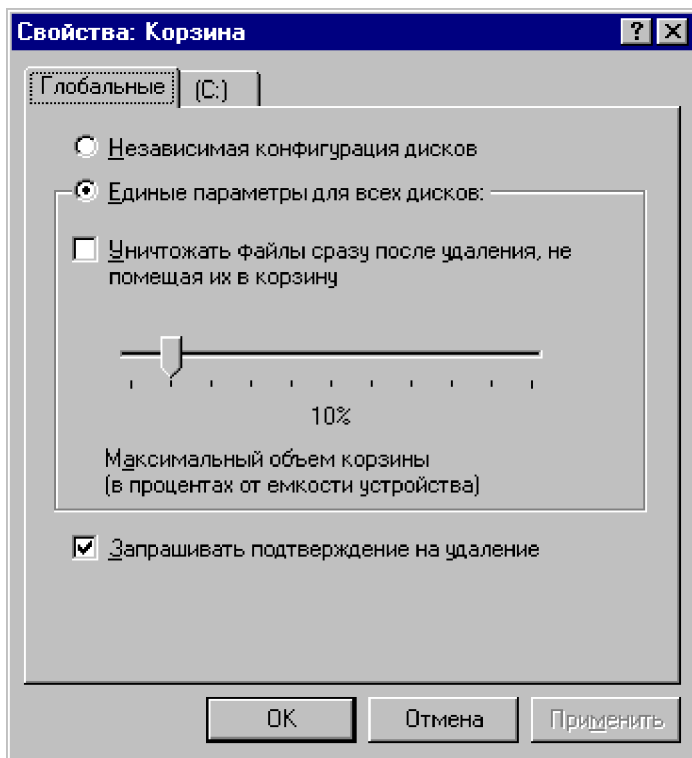 Свойства: Корзина
Глобальные
(C:)
Независимая конфигурация дисков
Единые параметры для всех дисков:
Уничтожать файлы сразу после удаления, не
помещая их в корзину
10%
Максимальный объем корзины
(в процентах от емкости устройства)
Запрашивать подтверждение на удаление
OK
Отмена
Применить